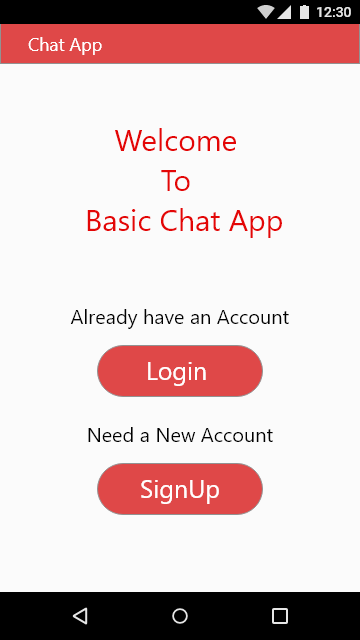 12:30
Chat App
Welcome
To
Basic Chat App
Already have an Account
Login
Need a New Account
SignUp